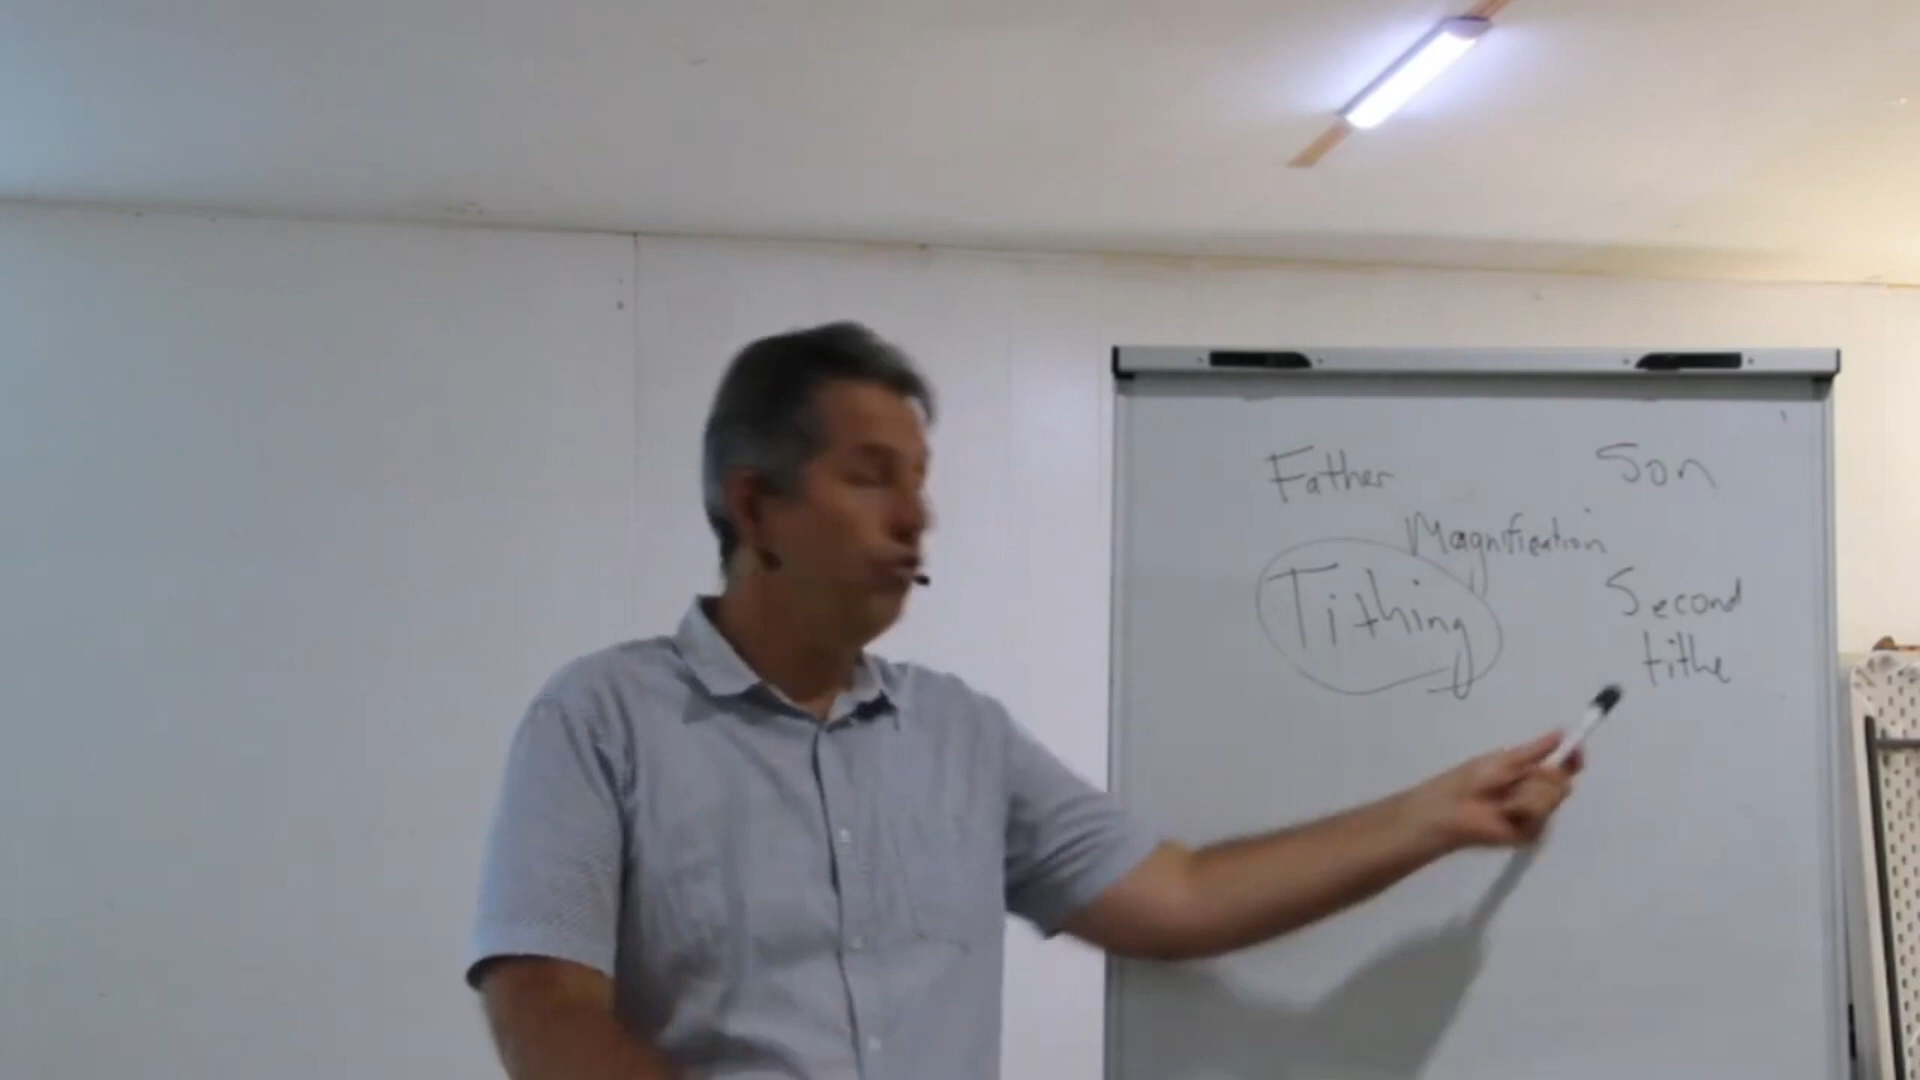 Father Son
Magnification
Tithing
Second
tithe